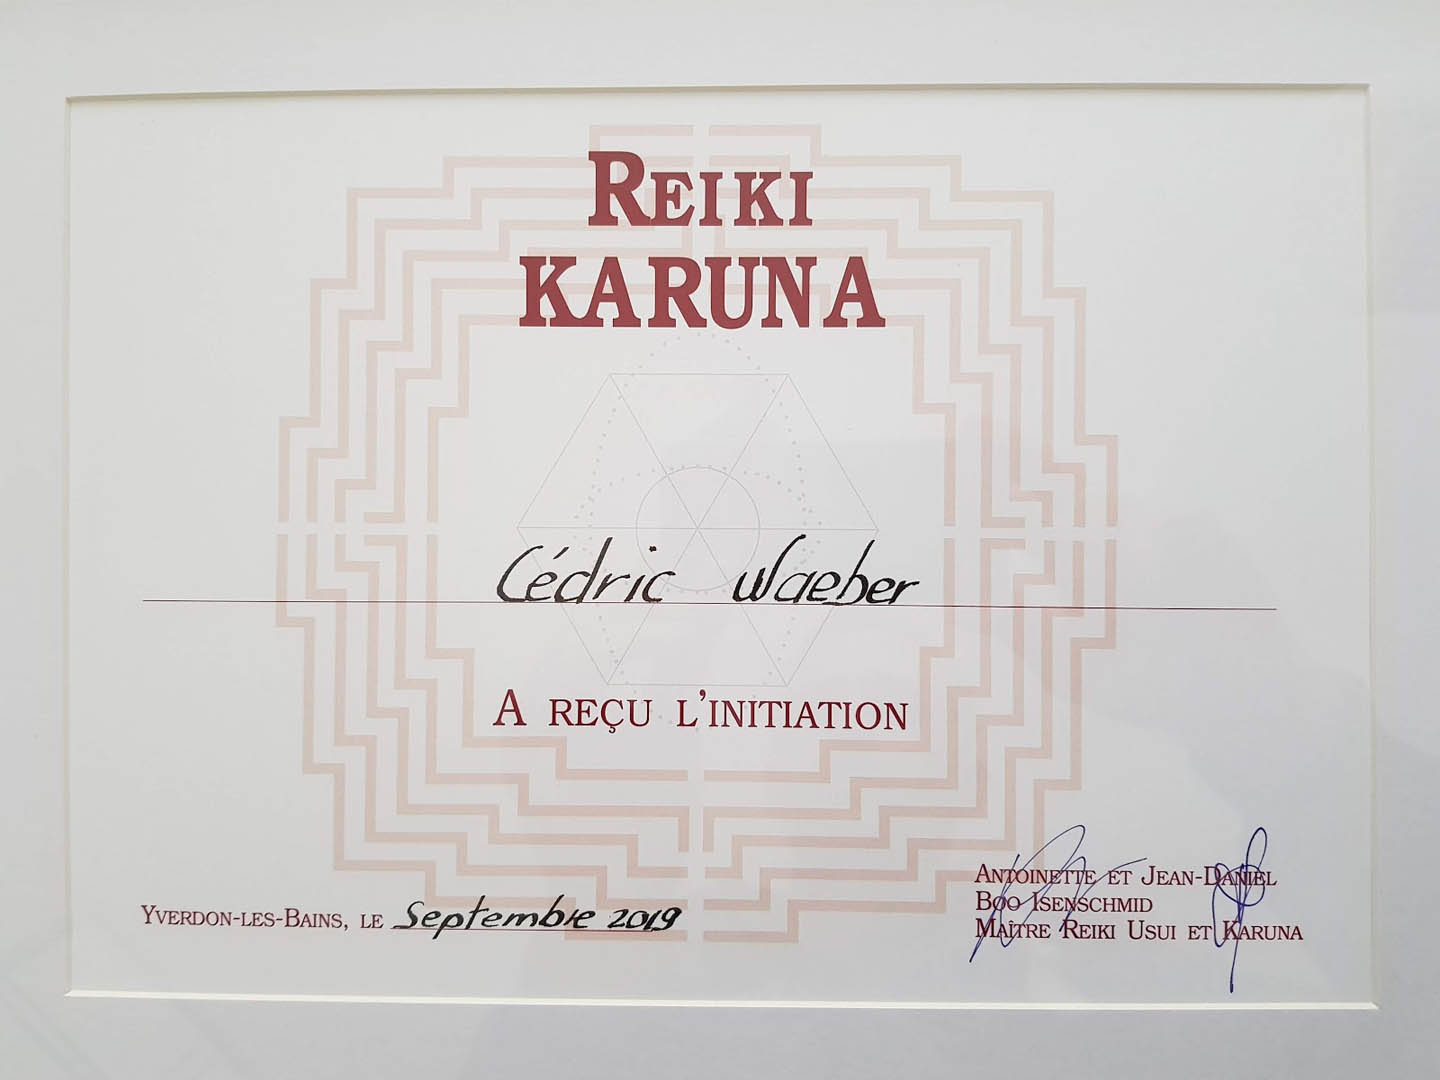 REIKI
KARUNA
Cédric Waeber
A REÇU L'INITIATION
YVERDON-LES-BAINS, LE Septembre 2019
ANTOINETTE ET JEAN-DANIEL
BOO ISENSCHMID
MAÎTRE REIKI USUI ET KARUNA